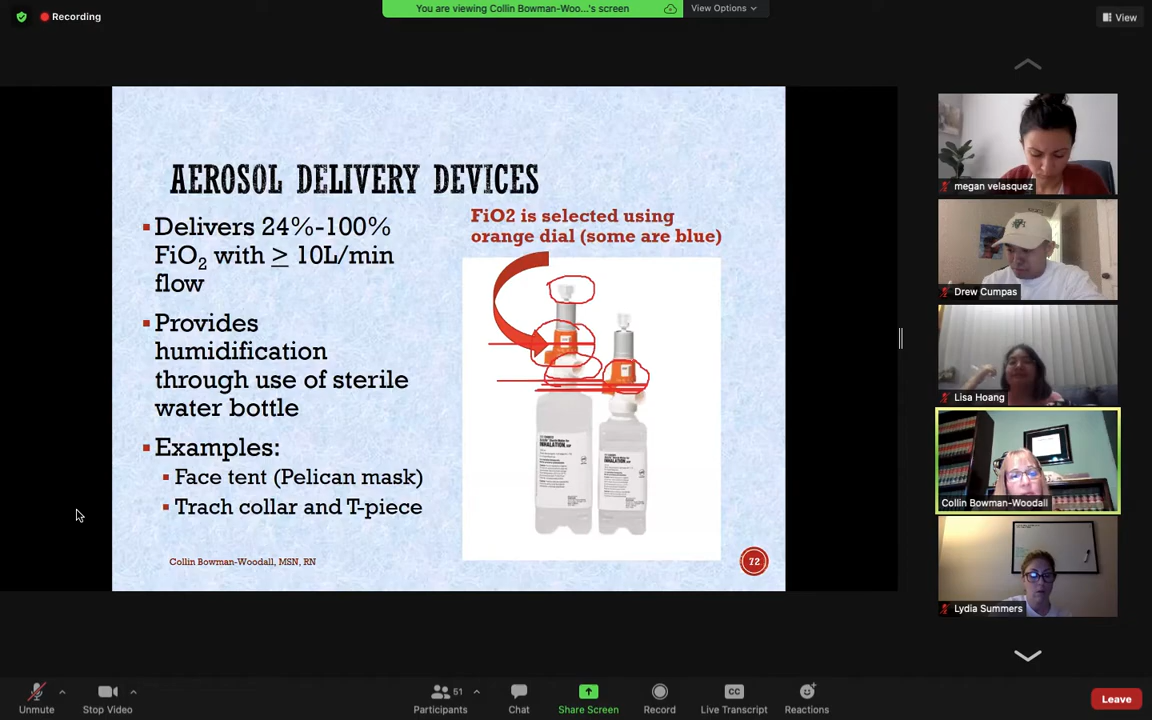 You are viewing Collin Bowman-Woo...'s screen
View Options
Recording
View
AEROSOL DELIVERY DEVICES
Delivers 24%-100%
FiO2 with ≥ 10L/min
flow
Provides
humidification
through use of sterile
water bottle
Examples:
Face tent (Pelican mask)
Trach collar and T-piece
FiO2 is selected using
orange dial (some are blue)
INHALATION
INHALATION
Collin Bowman-Woodall, MSN, RN
72
megan velasquez
Drew Cumpas
Lisa Hoang
Collin Bowman-Woodall
Lydia Summers
Unmute
Stop Video
51
Participants
Chat
Share Screen
Record
CC
Live Transcript
Reactions
Leave